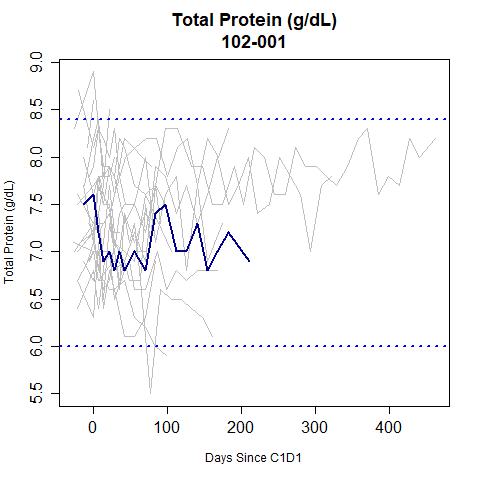 Total Protein (g/dL)
102-001
Total Protein (g/dL)
9.0
8.5
8.0
7.5
7.0
6.5
6.0
5.5
0 100 200 300 400
Days Since C1D1